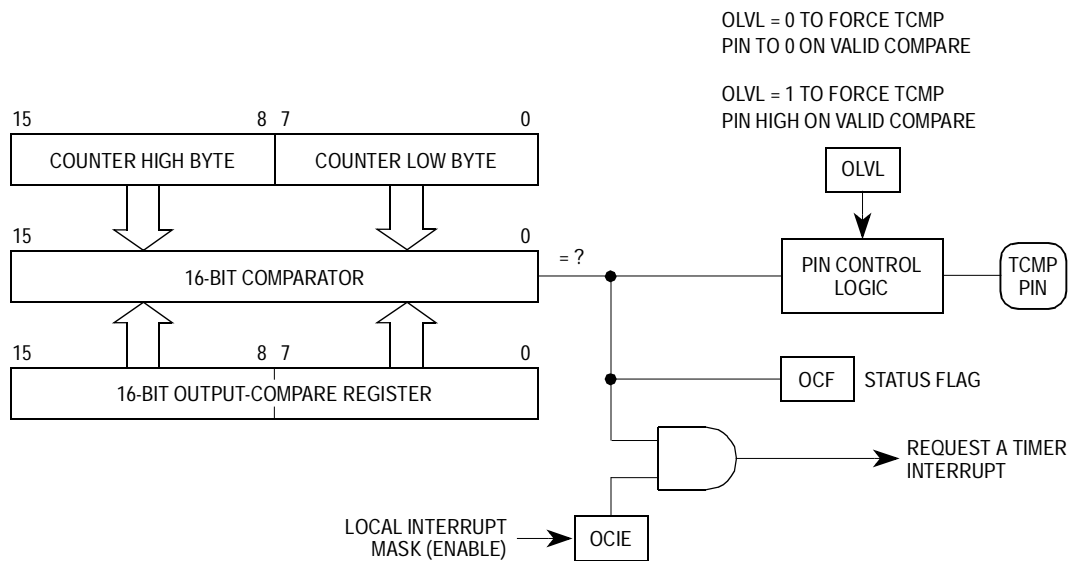 OLVL = 0 TO FORCE TCMP
PIN TO 0 ON VALID COMPARE
OLVL = 1 TO FORCE TCMP
PIN HIGH ON VALID COMPARE
15 8 7 0
COUNTER HIGH BYTE COUNTER LOW BYTE
OLVL
15 0
16-BIT COMPARATOR
= ?
PIN CONTROL
LOGIC
TCMP
PIN
15 8 7 0
16-BIT OUTPUT-COMPARE REGISTER
OCF STATUS FLAG
REQUEST A TIMER
INTERRUPT
LOCAL INTERRUPT
MASK (ENABLE)
OCIE